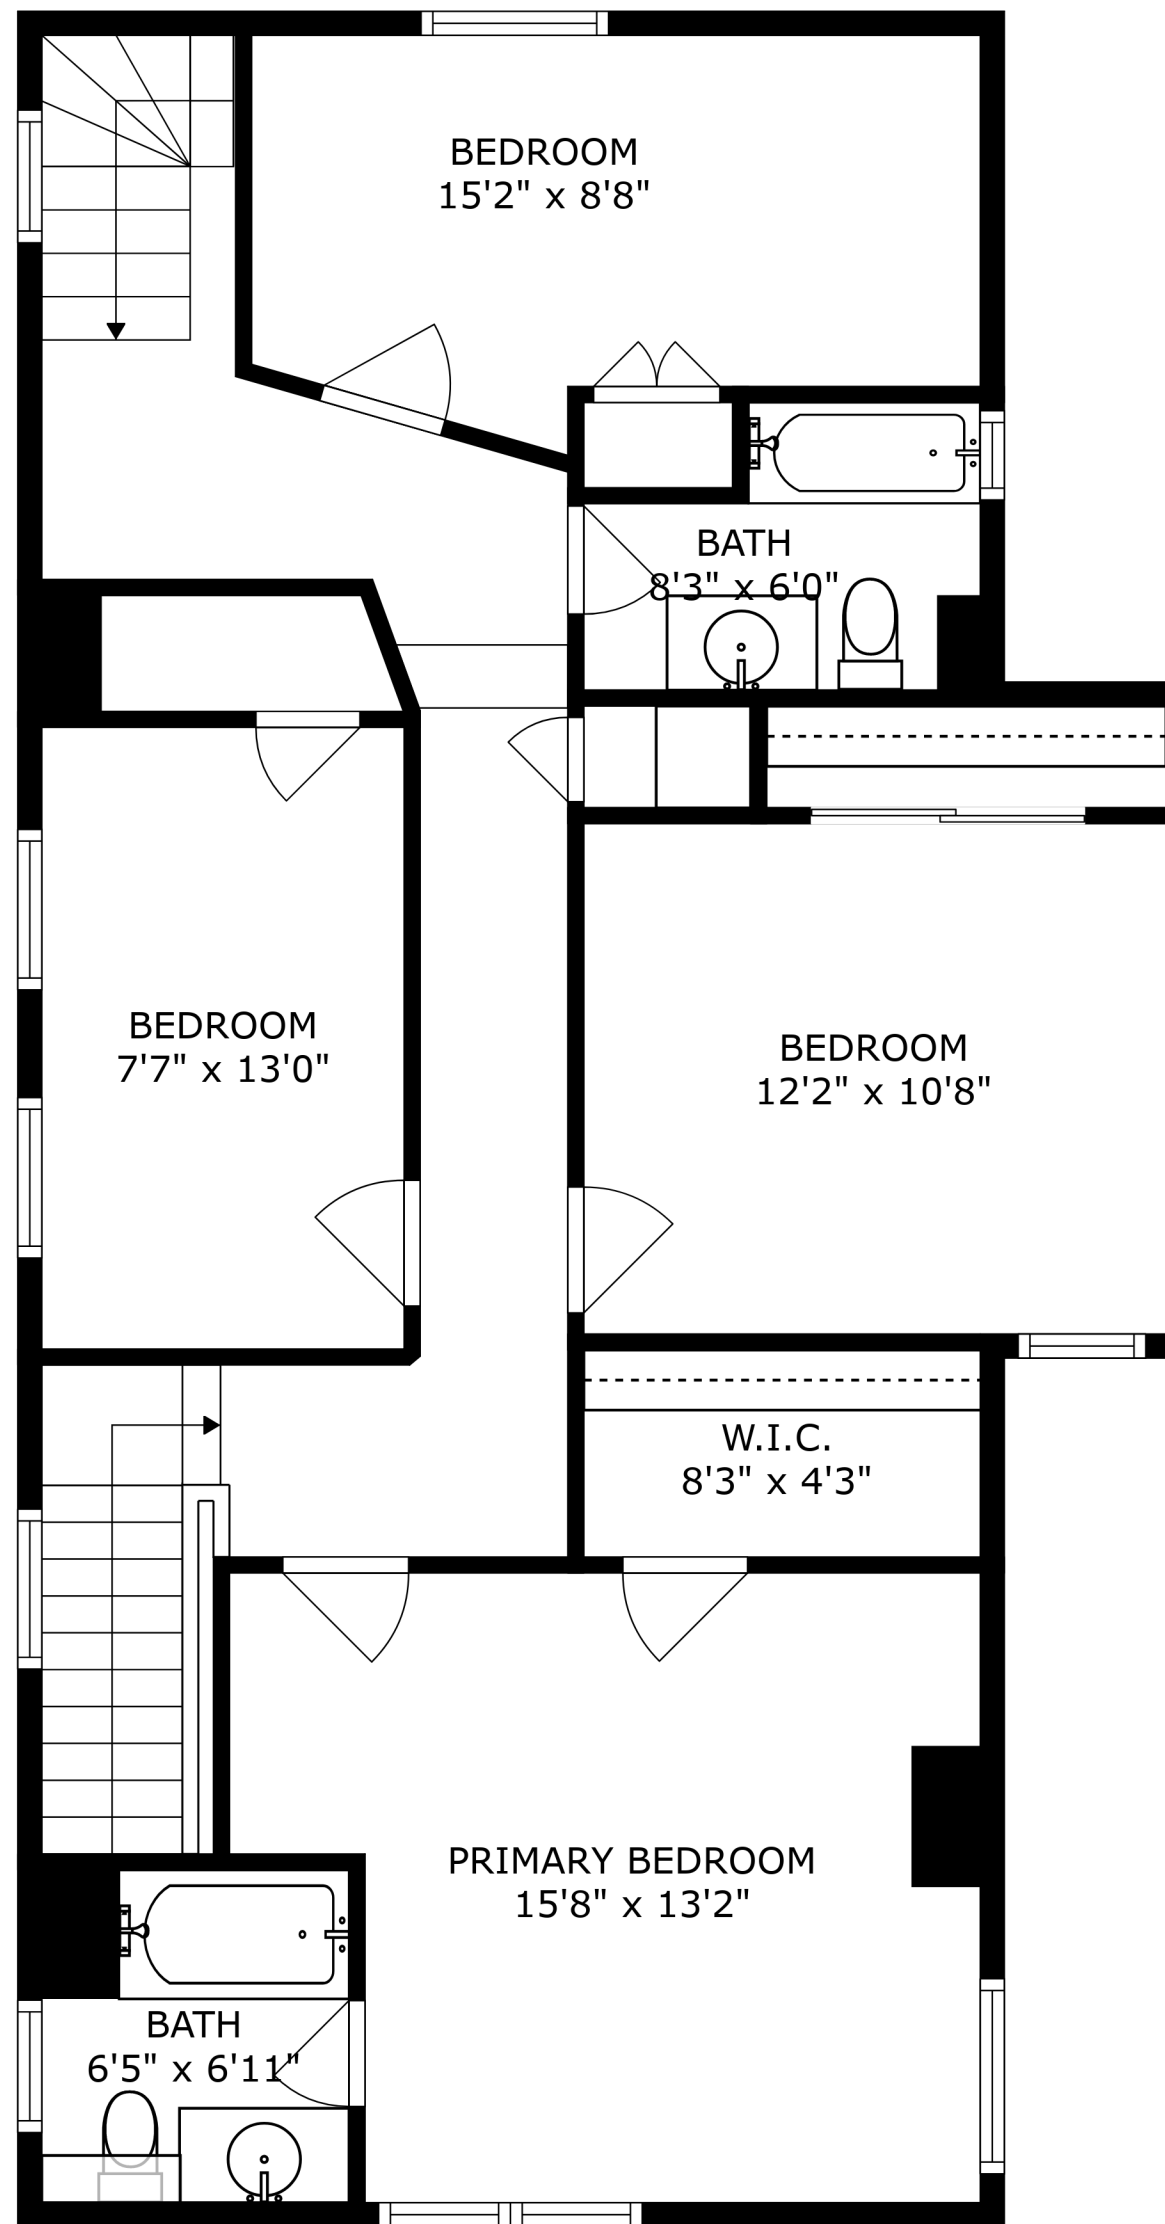 BEDROOM
15'2" x 8'8"
BATH
8'3" x 6'0"
BEDROOM
7'7" x 13'0"
BEDROOM
12'2" x 10'8"
W.I.C.
8'3" x 4'3"
PRIMARY BEDROOM
15'8" x 13'2"
BATH
6'5" x 6'11"